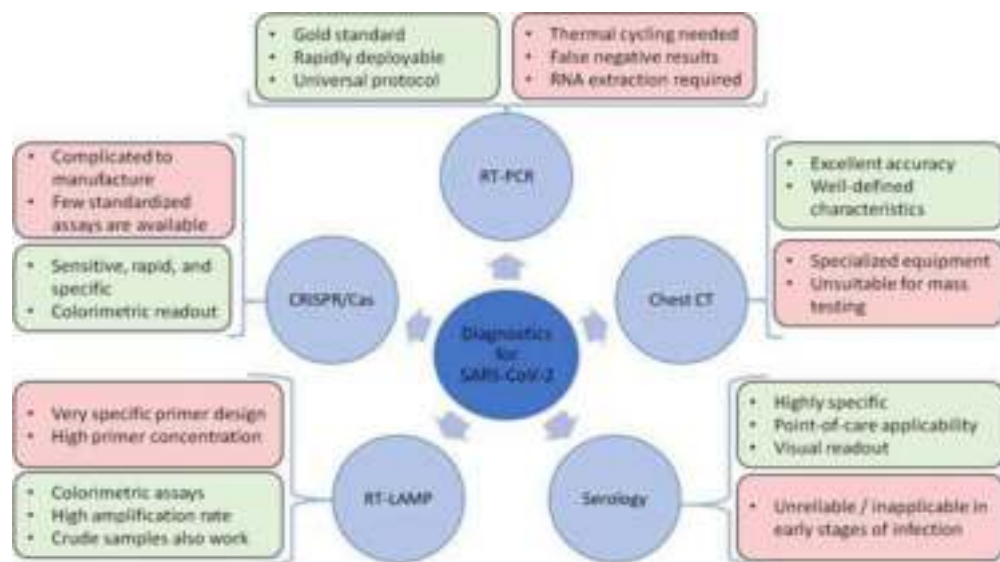 • Gold standard
• Rapidly deployable
• Universal protocol
• Thermal cycling needed
• False negative results
• RNA extraction required
RT-PCR
• Complicated to
manufacture
• Few standardized
assays are available
• Sensitive, rapid, and
specific
• Colorimetric readout
CRISPR/Cas
• Excellent accuracy
• Well-defined
characteristics
• Specialized equipment
• Unsuitable for mass
testing
Chest CT
Diagnostics
for
SARS-CoV-2
• Very specific primer design
• High primer concentration
• Colorimetric assays
• High amplification rate
• Crude samples also work
RT-LAMP
Serology
• Highly specific
• Point-of-care applicability
• Visual readout
• Unreliable / inapplicable in
early stages of infection